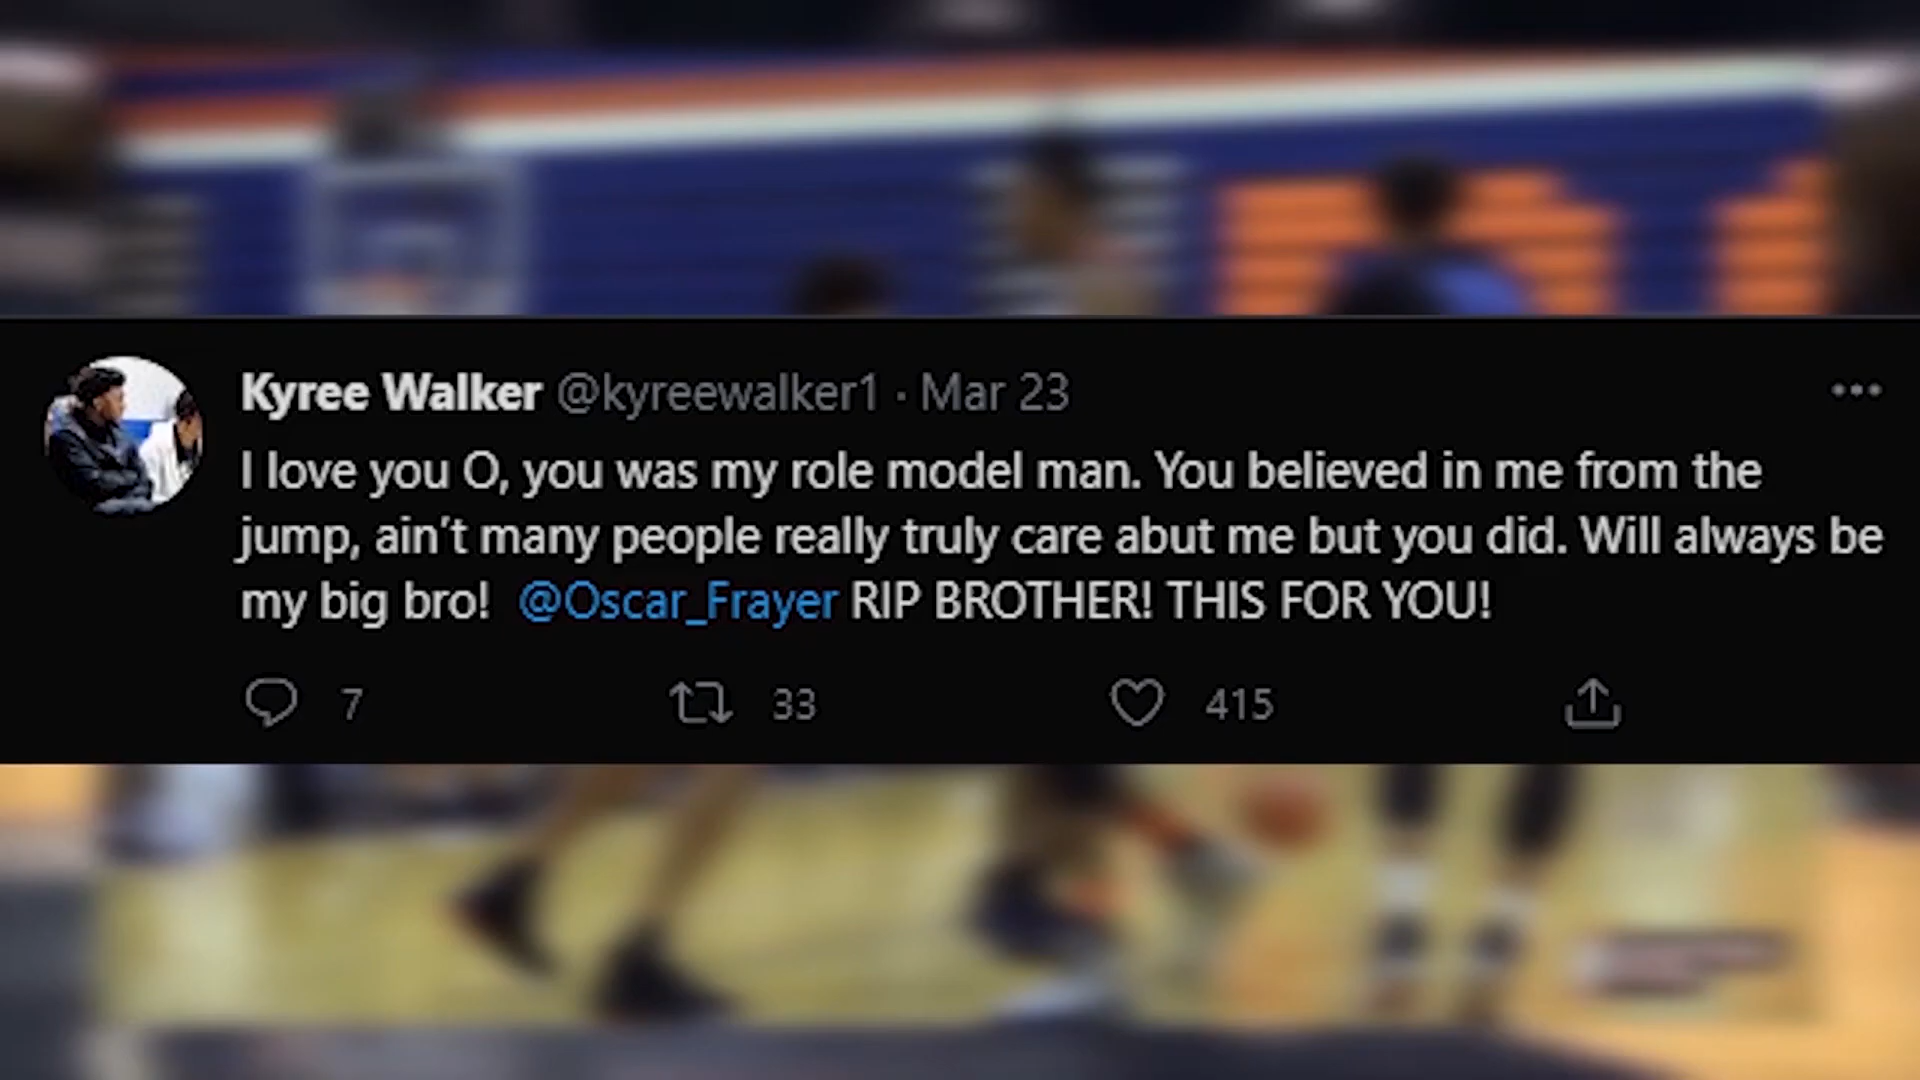 Kyree Walker @kyreewalker1 · Mar 23
I love you O, you was my role model man. You believed in me from the
jump, ain't many people really truly care abut me but you did. Will always be
my big bro! @Oscar_Frayer RIP BROTHER! THIS FOR YOU!
7 33 415